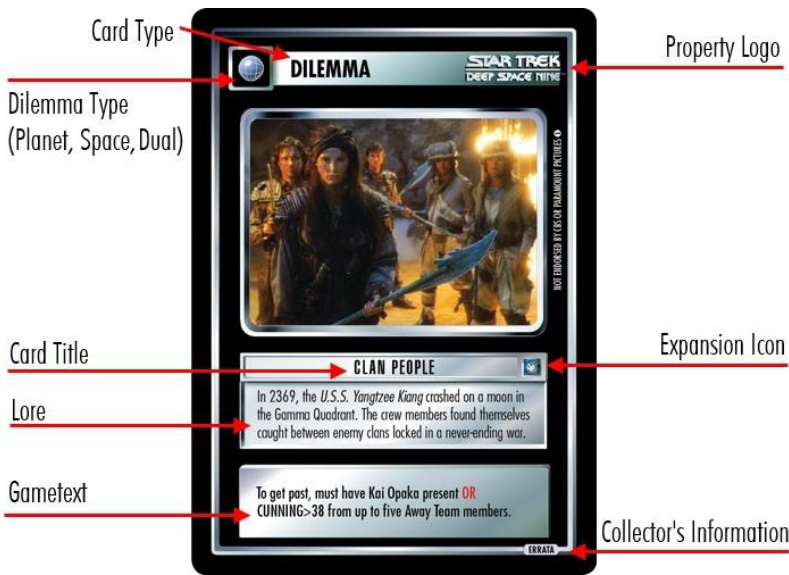 Card Type
DILEMMA
STAR TREK
DEEP SPACE NINE
Property Logo
Dilemma Type
(Planet, Space, Dual)
NOT ENDORSED BY CBS OR PARAMOUNT PICTURES
Card Title
CLAN PEOPLE
Expansion Icon
Lore
In 2369, the U.S.S. Yangtzee Kiang crashed on a moon in
the Gamma Quadrant. The crew members found themselves
caught between enemy clans locked in a never-ending war.
Gametext
To get past, must have Kai Opaka present OR
CUNNING>38 from up to five Away Team members.
Collector's Information
ERRATA